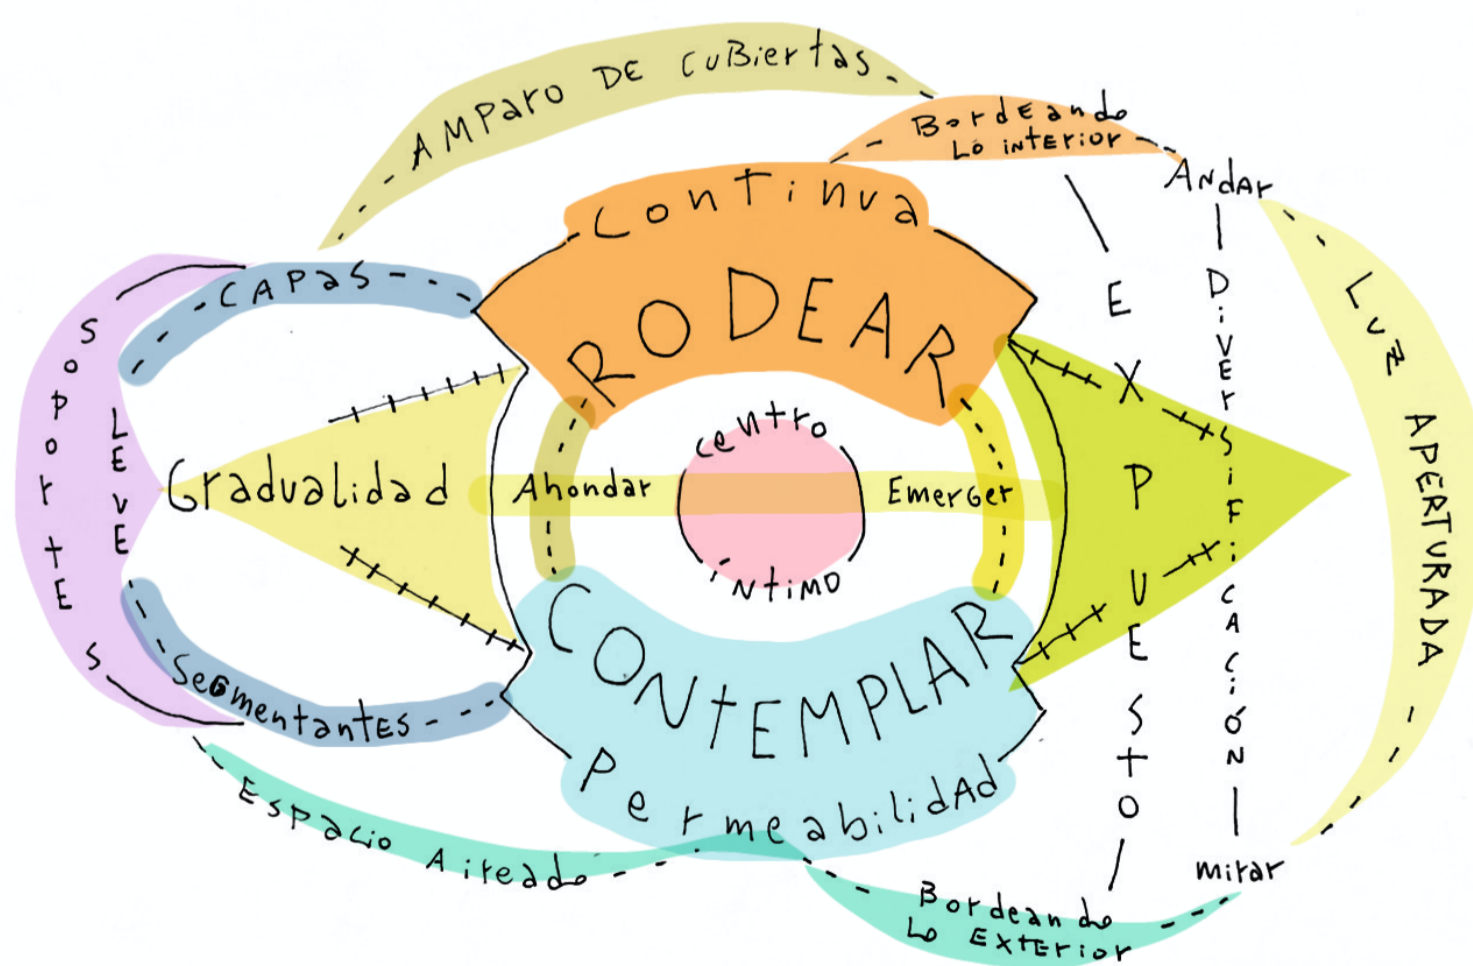 AMParo DE CuBiertas
BordEando
Lo INTErior
ANdAr
Continua
RODEAR
CAPas
Soportes
LEvE
Gradualidad
Ahondar
centro
íNtiMO
EmerGer
EXPUESTO
DiVErSiFiCACióN
Luz APERTURADA
CONtEMPLAR
PermeabilidAd
SeGmentantES
EsPacio Aireado
mirar
Bordeando
Lo EXtErior